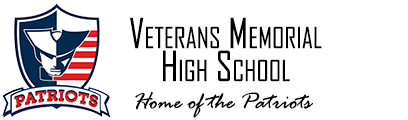 PATRIOTS
VETERANS MEMORIAL
HIGH SCHOOL
Home of the Patriots